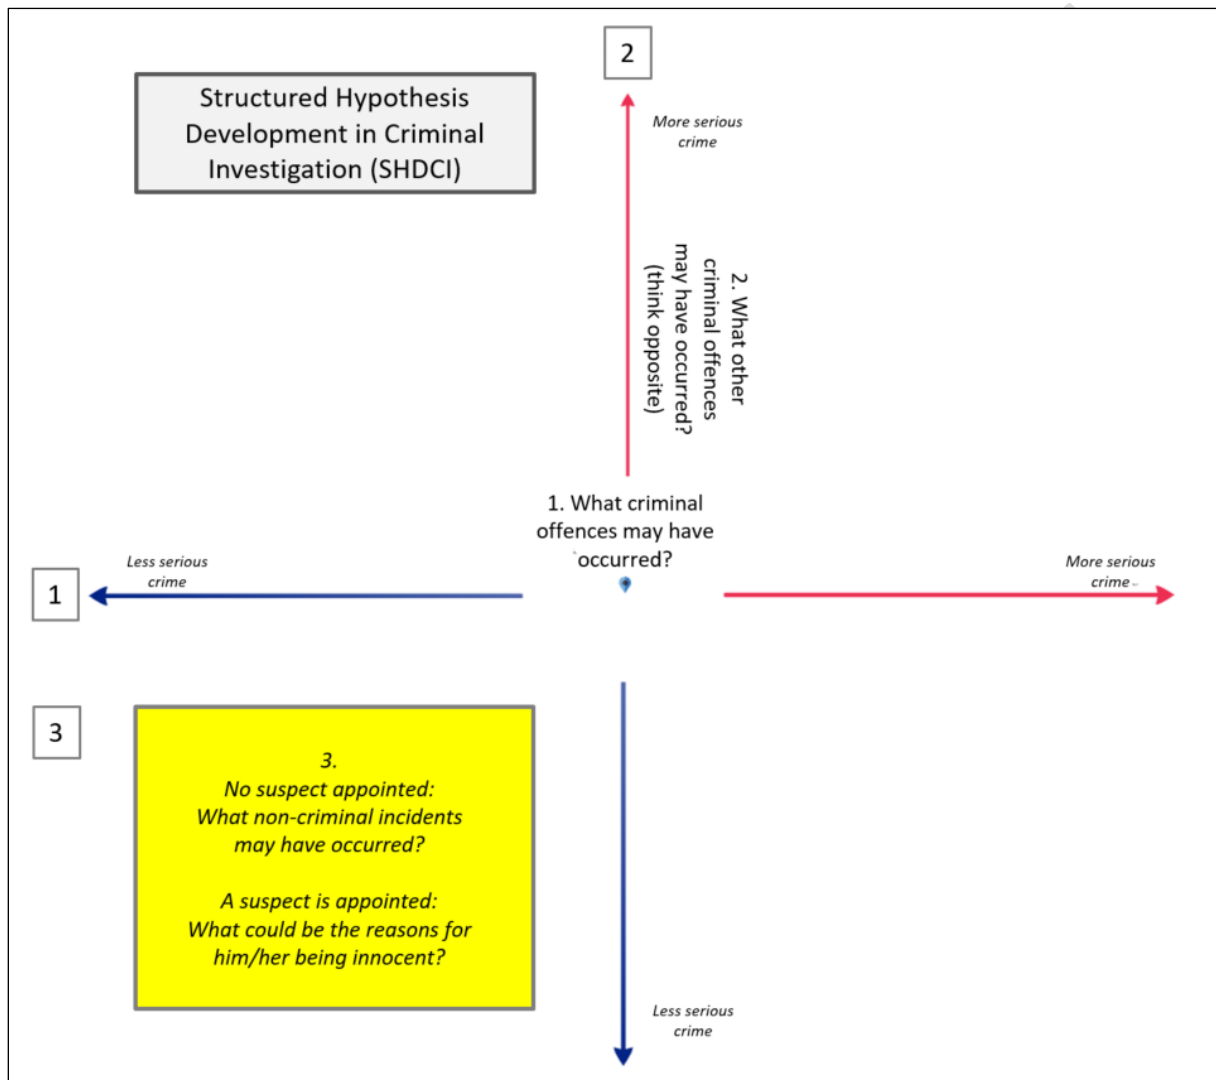 2
Structured Hypothesis
Development in Criminal
Investigation (SHDCI)
More serious
crime
2. What other
criminal offences
may have occurred?
(think opposite)
1. What criminal
offences may have
occurred?
Less serious
crime
More serious
crime
1
3
3.
No suspect appointed:
What non-criminal incidents
may have occurred?
A suspect is appointed:
What could be the reasons for
him/her being innocent?
Less serious
crime